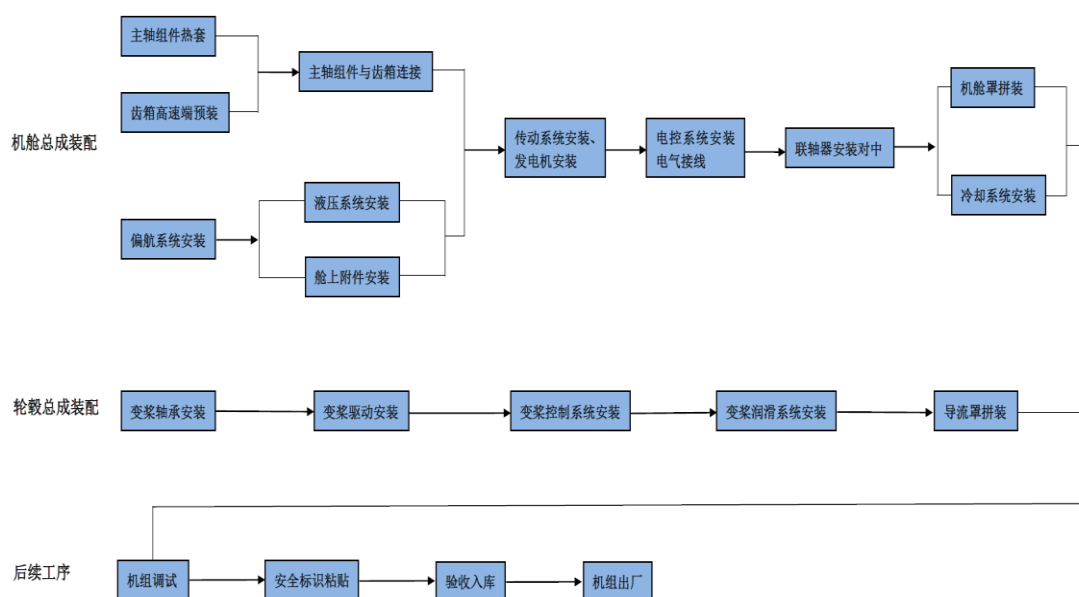 主轴组件热套
齿箱高速端预装
主轴组件与齿箱连接
机舱总成装配
偏航系统安装
液压系统安装
舱上附件安装
传动系统安装、
发电机安装
电控系统安装
电气接线
联轴器安装对中
机舱罩拼装
冷却系统安装
轮毂总成装配
变桨轴承安装
变桨驱动安装
变桨控制系统安装
变桨润滑系统安装
导流罩拼装
后续工序
机组调试
安全标识粘贴
验收入库
机组出厂